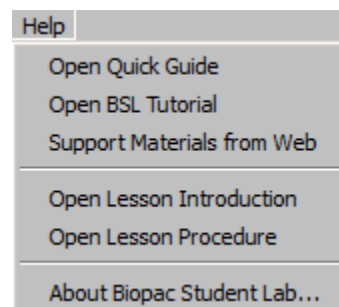 Help
Open Quick Guide
Open BSL Tutorial
Support Materials from Web
Open Lesson Introduction
Open Lesson Procedure
About Biopac Student Lab...